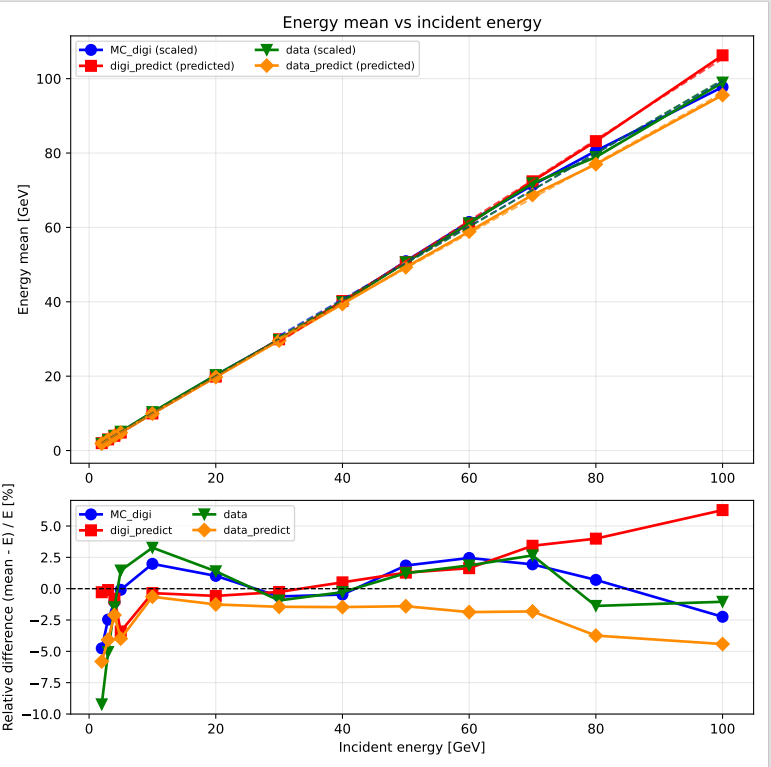 Energy mean vs incident energy
MC_digi (scaled)
digi_predict (predicted)
data (scaled)
data_predict (predicted)
Energy mean [GeV]
100
80
60
40
20
0
0 20 40 60 80 100
MC_digi
digi_predict
data
data_predict
Relative difference (mean - E) / E [%]
5.0
2.5
0.0
−2.5
−5.0
−7.5
−10.0
0 20 40 60 80 100
Incident energy [GeV]